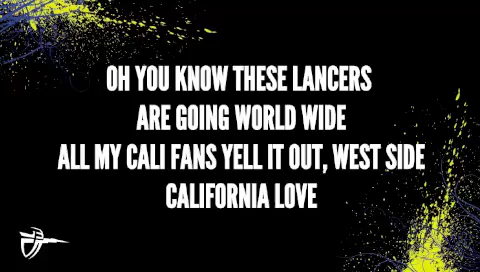 OH YOU KNOW THESE LANCERS
ARE GOING WORLD WIDE
ALL MY CALI FANS YELL IT OUT, WEST SIDE
CALIFORNIA LOVE